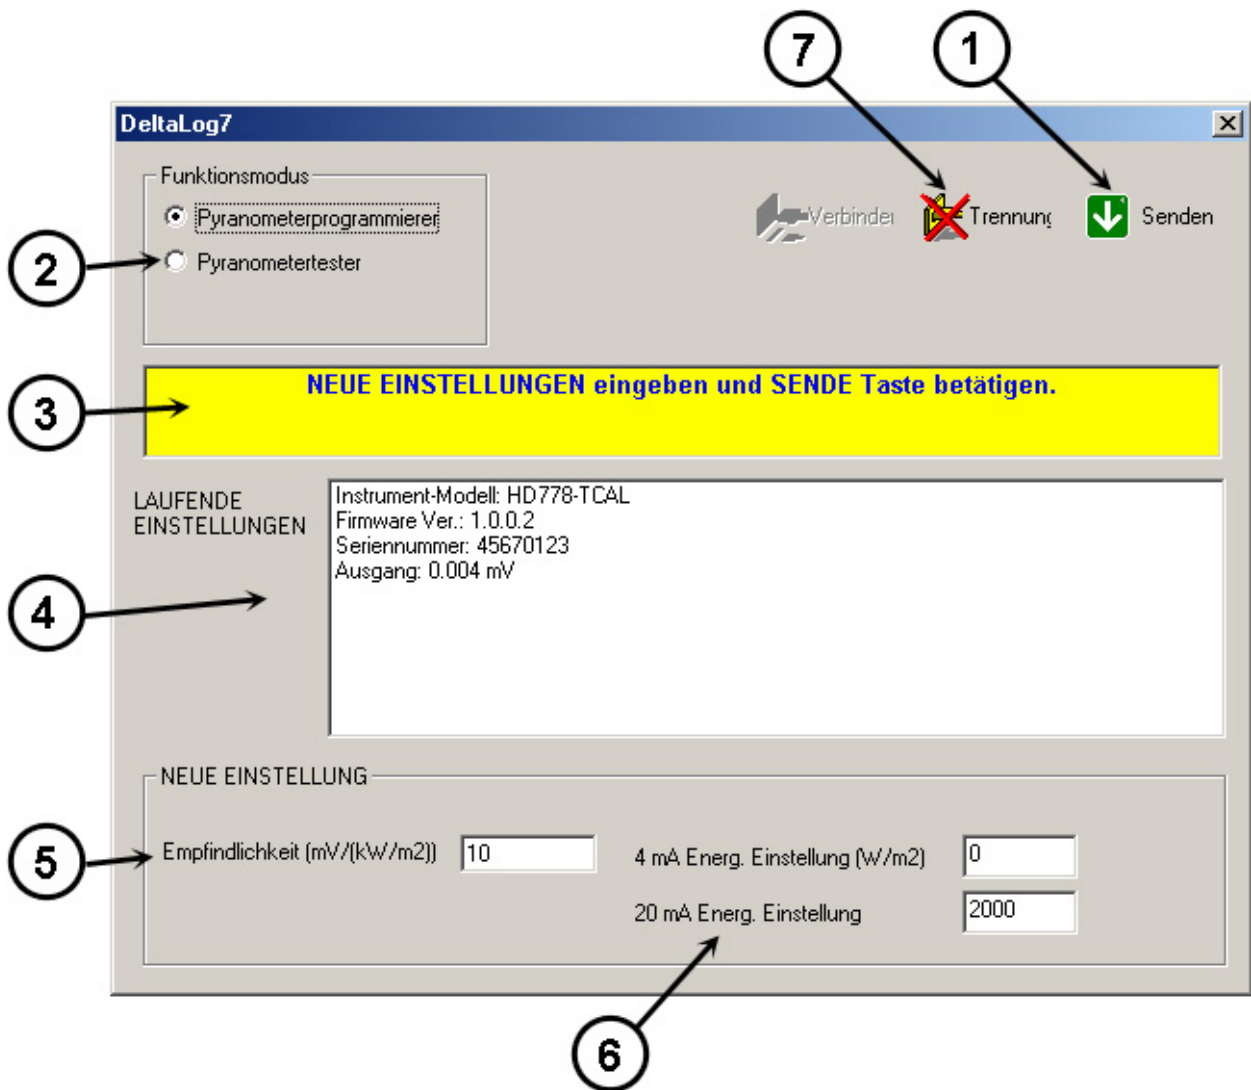 7
1
DeltaLog7
Funktionsmodus
Pyranometerprogrammierer
Verbinder
Trennung
Senden
2
Pyranometertester
3
NEUE EINSTELLUNGEN eingeben und SENDE Taste betätigen.
LAUFENDE
EINSTELLUNGEN
Instrument-Modell: HD778-TCAL
Firmware Ver.: 1.0.0.2
Seriennummer: 45670123
Ausgang: 0.004 mV
4
NEUE EINSTELLUNG
5
Empfindlichkeit (mV/(kW/m2))
10
4 mA Energ. Einstellung (W/m2)
0
20 mA Energ. Einstellung
2000
6